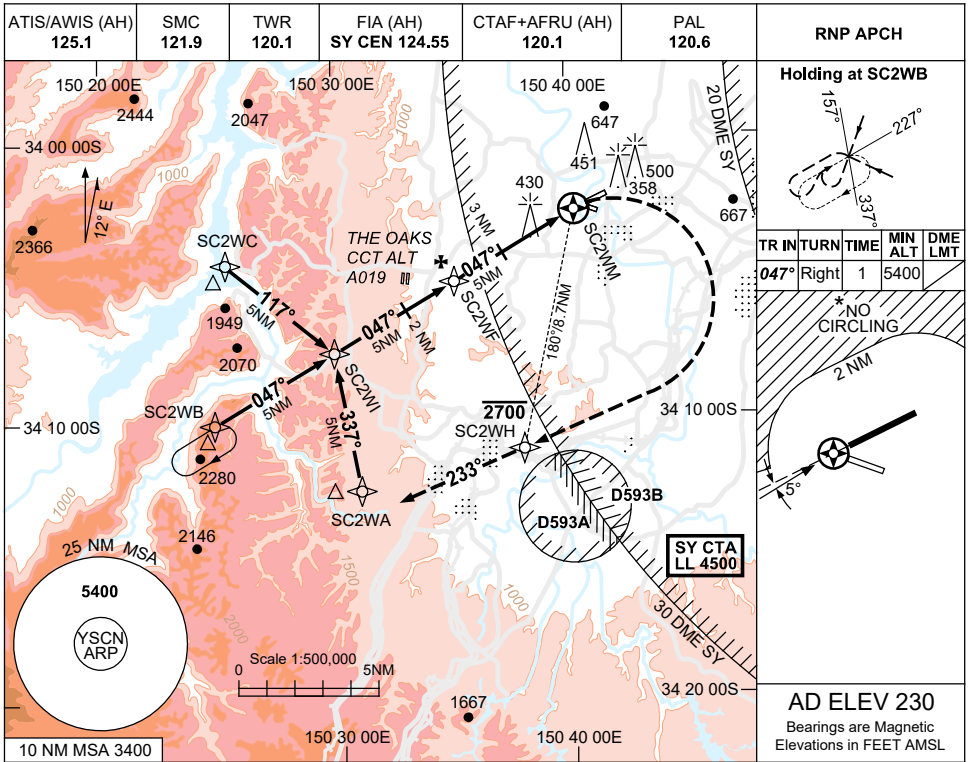 ATIS/AWIS (AH)
125.1
SMC
121.9
TWR
120.1
FIA (AH)
SY CEN 124.55
CTAF+AFRU (AH)
120.1
PAL
120.6
RNP APCH
150 20 00E
150 30 00E
150 40 00E
2444
2047
1000
647
20 DME SY
34 00 00S
1000
451
500
358
430
667
12° E
2366
3 NM
SC2WC
THE OAKS
CCT ALT
A019
047°
5NM
SC2WM
117°
5NM
SC2WF
1949
047°
5NM
2 NM
180°/8.7NM
2070
SC2WI
047°
5NM
SC2WB
2700
34 10 00S
34 10 00S
SC2WH
337°
5NM
2280
233°
SC2WA
D593B
D593A
2146
25 NM MSA
1500
SY CTA
LL 4500
5400
1000
1000
2000
30 DME SY
YSCN
ARP
Scale 1:500,000
0
5NM
34 20 00S
1667
150 30 00E
150 40 00E
10 NM MSA 3400
Holding at SC2WB
157°
227°
337°
TR IN TURN TIME MIN ALT DME LMT
047° Right 1 5400
*NO
CIRCLING
2 NM
5°
AD ELEV 230
Bearings are Magnetic
Elevations in FEET AMSL